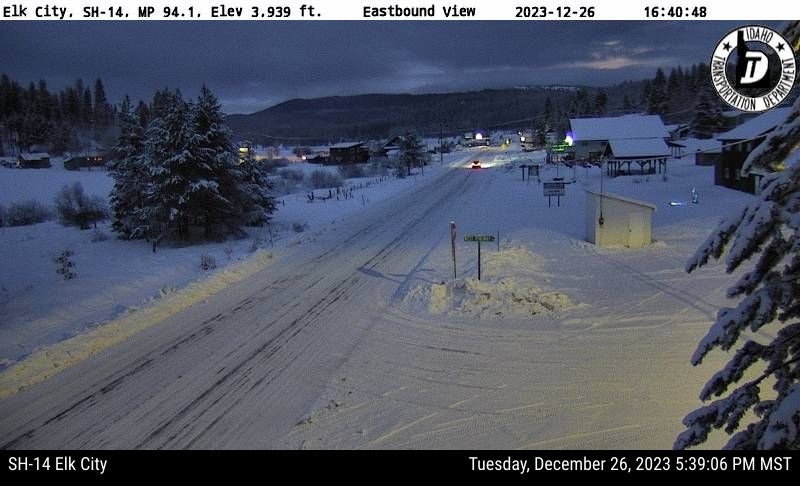 Elk City, SH-14, MP 94.1, Elev 3,939 ft. Eastbound View 2023-12-26 16:40:48
IDAHO
TRANSPORTATION DEPARTMENT
SH-14 Elk City
Tuesday, December 26, 2023 5:39:06 PM MST